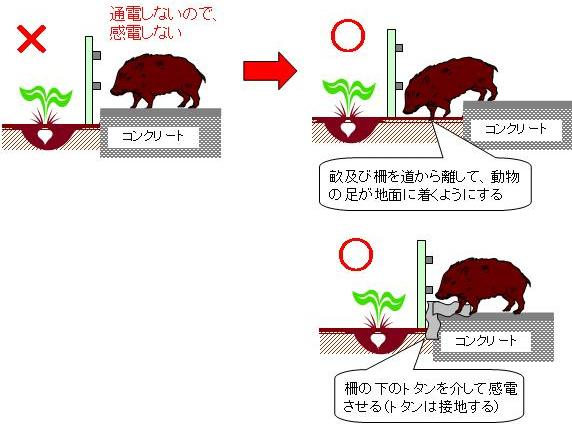 通電しないので、
感電しない
コンクリート
コンクリート
畝及び柵を道から離して、動物
の足が地面に着くようにする
コンクリート
柵の下のトタンを介して感電
させる(トタンは接地する)